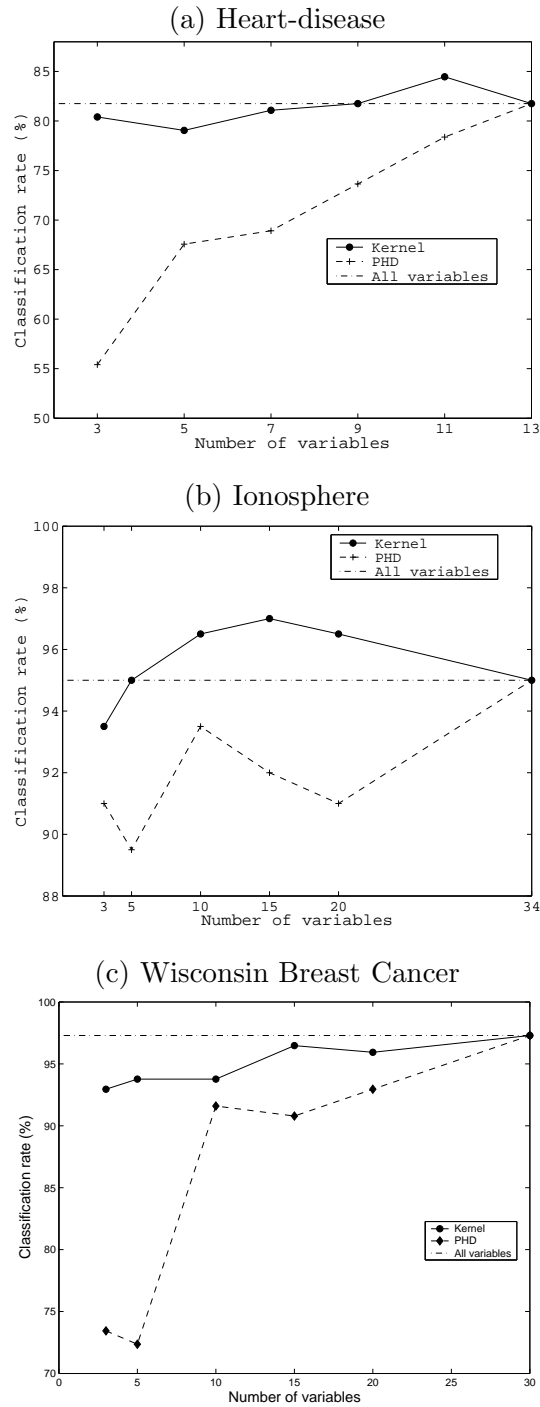 (a) Heart-disease
85
80
75
70
65
60
55
50
Classification rate (%)
Kernel
PHD
All variables
3 5 7 9 11 13
Number of variables
(b) Ionosphere
100
98
96
94
92
90
88
Classification rate (%)
Kernel
PHD
All variables
3 5 10 15 20 34
Number of variables
(c) Wisconsin Breast Cancer
100
95
90
85
80
75
70
Classification rate (%)
Kernel
PHD
All variables
0 5 10 15 20 25 30
Number of variables